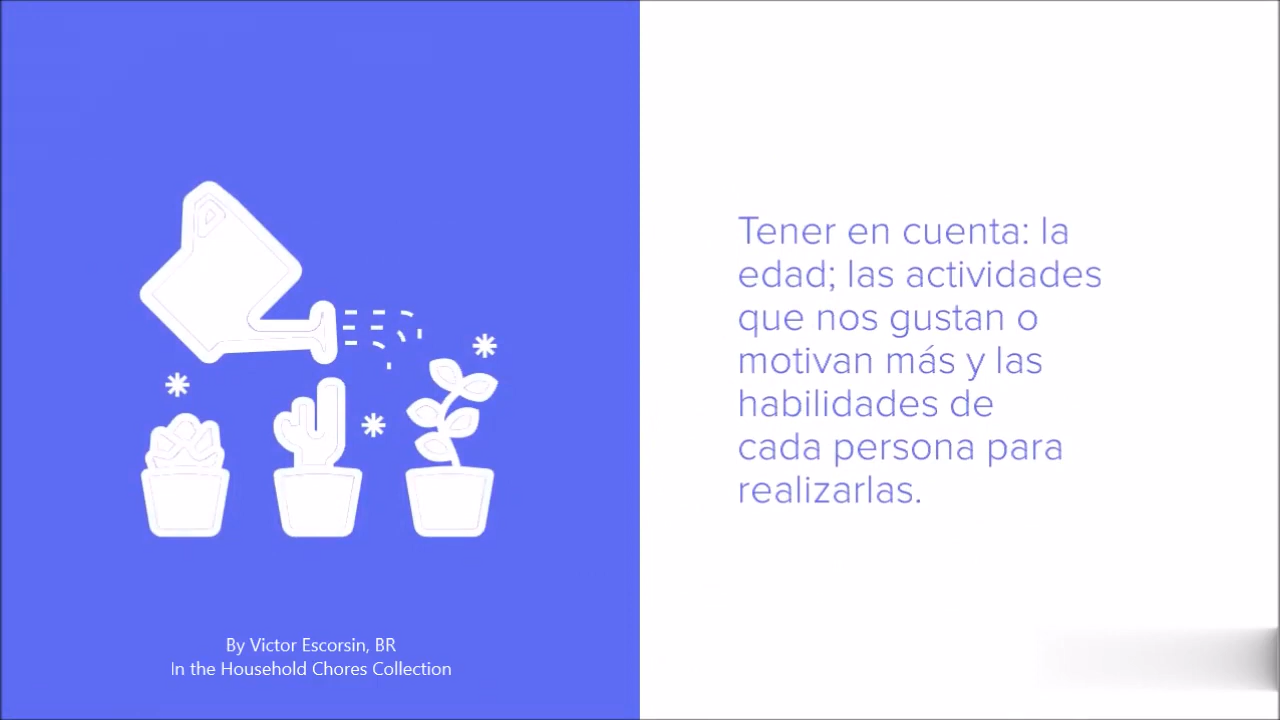 Tener en cuenta: la
edad; las actividades
que nos gustan o
motivan más y las
habilidades de
cada persona para
realizarlas.
By Victor Escorsin, BR
In the Household Chores Collection